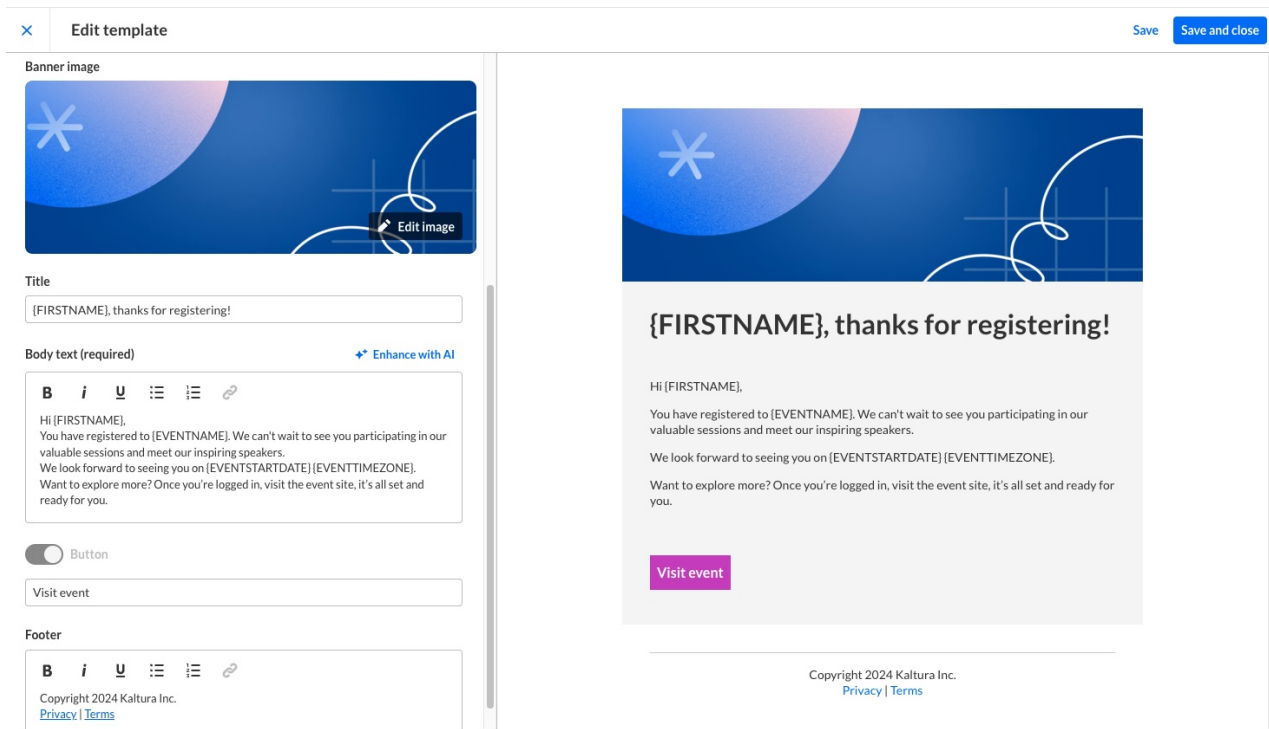 Edit template
Save
Save and close
Banner image
Edit image
Title
{FIRSTNAME}, thanks for registering!
Body text (required)
Enhance with AI
B i U
Hi {FIRSTNAME},
You have registered to {EVENTNAME}. We can't wait to see you participating in our
valuable sessions and meet our inspiring speakers.
We look forward to seeing you on {EVENTSTARTDATE} {EVENTTIMEZONE}.
Want to explore more? Once you’re logged in, visit the event site, it’s all set and
ready for you.
Button
Visit event
Footer
B i U
Copyright 2024 Kaltura Inc.
Privacy | Terms
{FIRSTNAME}, thanks for registering!
Hi {FIRSTNAME},
You have registered to {EVENTNAME}. We can't wait to see you participating in our
valuable sessions and meet our inspiring speakers.
We look forward to seeing you on {EVENTSTARTDATE} {EVENTTIMEZONE}.
Want to explore more? Once you’re logged in, visit the event site, it’s all set and ready for
you.
Visit event
Copyright 2024 Kaltura Inc.
Privacy | Terms